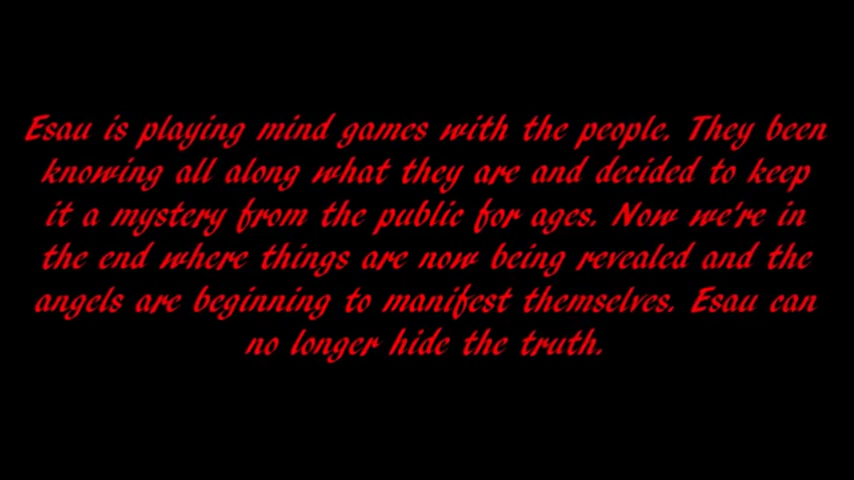 Esau is playing mind games with the people. They been
knowing all along what they are and decided to keep
it a mystery from the public for ages. Now we're in
the end where things are now being revealed and the
angels are beginning to manifest themselves. Esau can
no longer hide the truth.